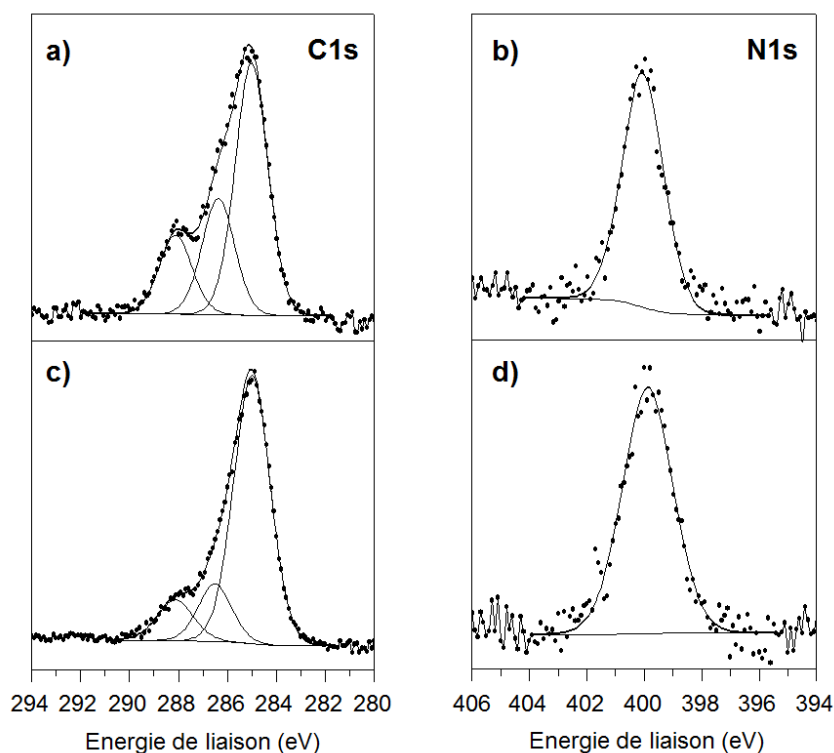 a) C1s
b) N1s
c)
d)
294 292 290 288 286 284 282 280
406 404 402 400 398 396 394
Energie de liaison (eV)
Energie de liaison (eV)